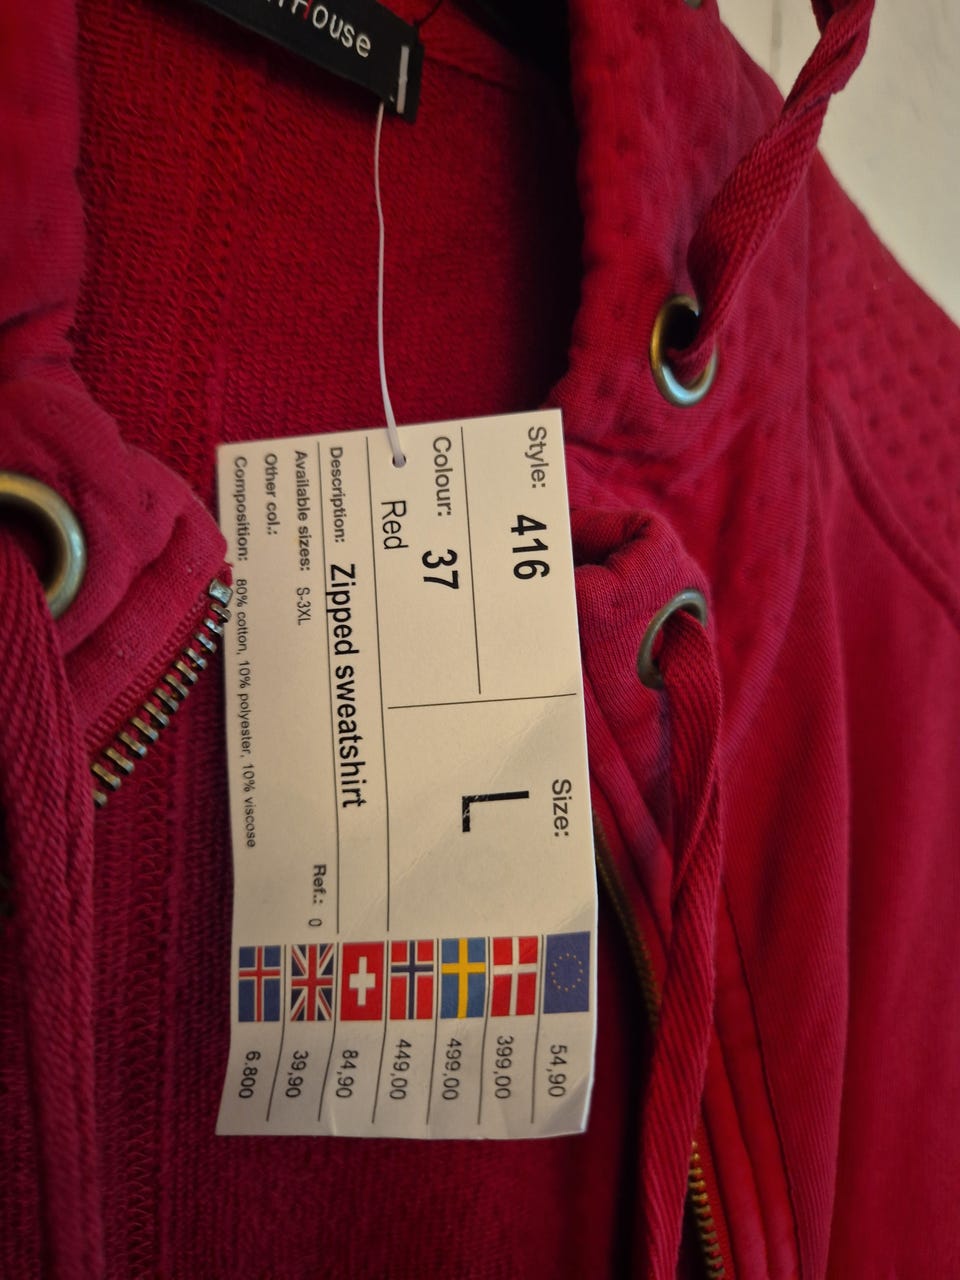 House
Style: 416
Size: L
Colour: 37
Red
Description: Zipped sweatshirt
Available sizes: S-3XL
Ref.: 0
Other col.:
Composition: 80% cotton, 10% polyester, 10% viscose
54,90
399,00
499,00
449,00
84,90
39,90
6.800